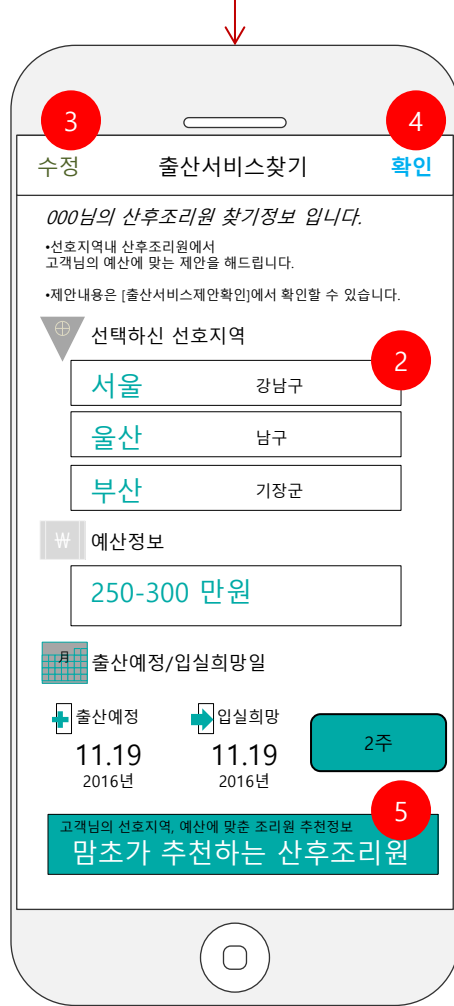 3
4
수정 출산서비스찾기 확인
000님의 산후조리원 찾기정보 입니다.
•선호지역내 산후조리원에서
고객님의 예산에 맞는 제안을 해드립니다.
•제안내용은 [출산서비스제안확인]에서 확인할 수 있습니다.
선택하신 선호지역
2
서울 강남구
울산 남구
부산 기장군
₩ 예산정보
250-300 만원
月 출산예정/입실희망일
출산예정 입실희망
11.19 11.19
2016년 2016년
2주
5
고객님의 선호지역, 예산에 맞춘 조리원 추천정보
맘초가 추천하는 산후조리원